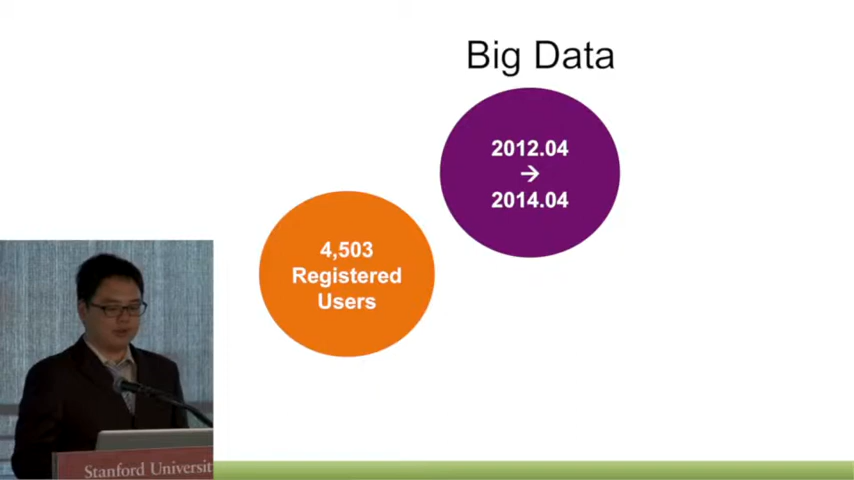 Big Data
2012.04
→
2014.04
4,503
Registered
Users
Stanford Universit